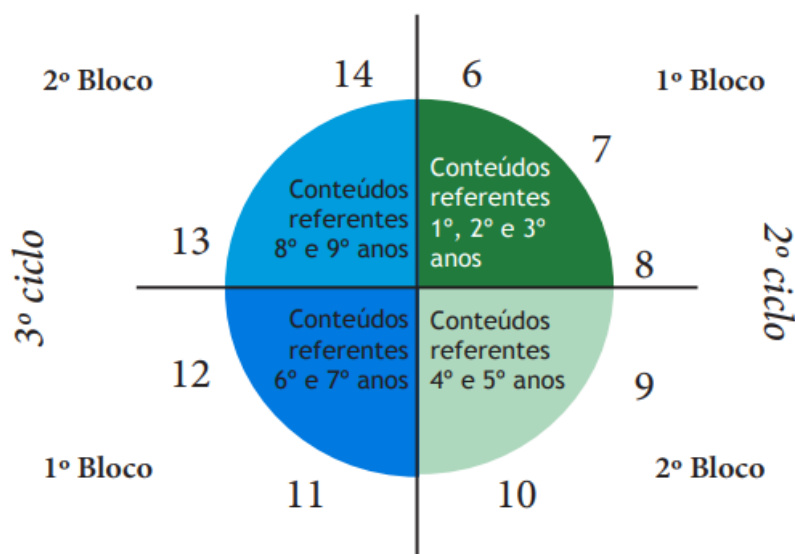 2º Bloco
14
6
1º Bloco
7
Conteúdos
referentes
8º e 9º anos
Conteúdos
referentes
1º, 2º e 3º
anos
13
8
3º ciclo
2º ciclo
Conteúdos
referentes
6º e 7º anos
Conteúdos
referentes
4º e 5º anos
12
9
1º Bloco
11
10
2º Bloco